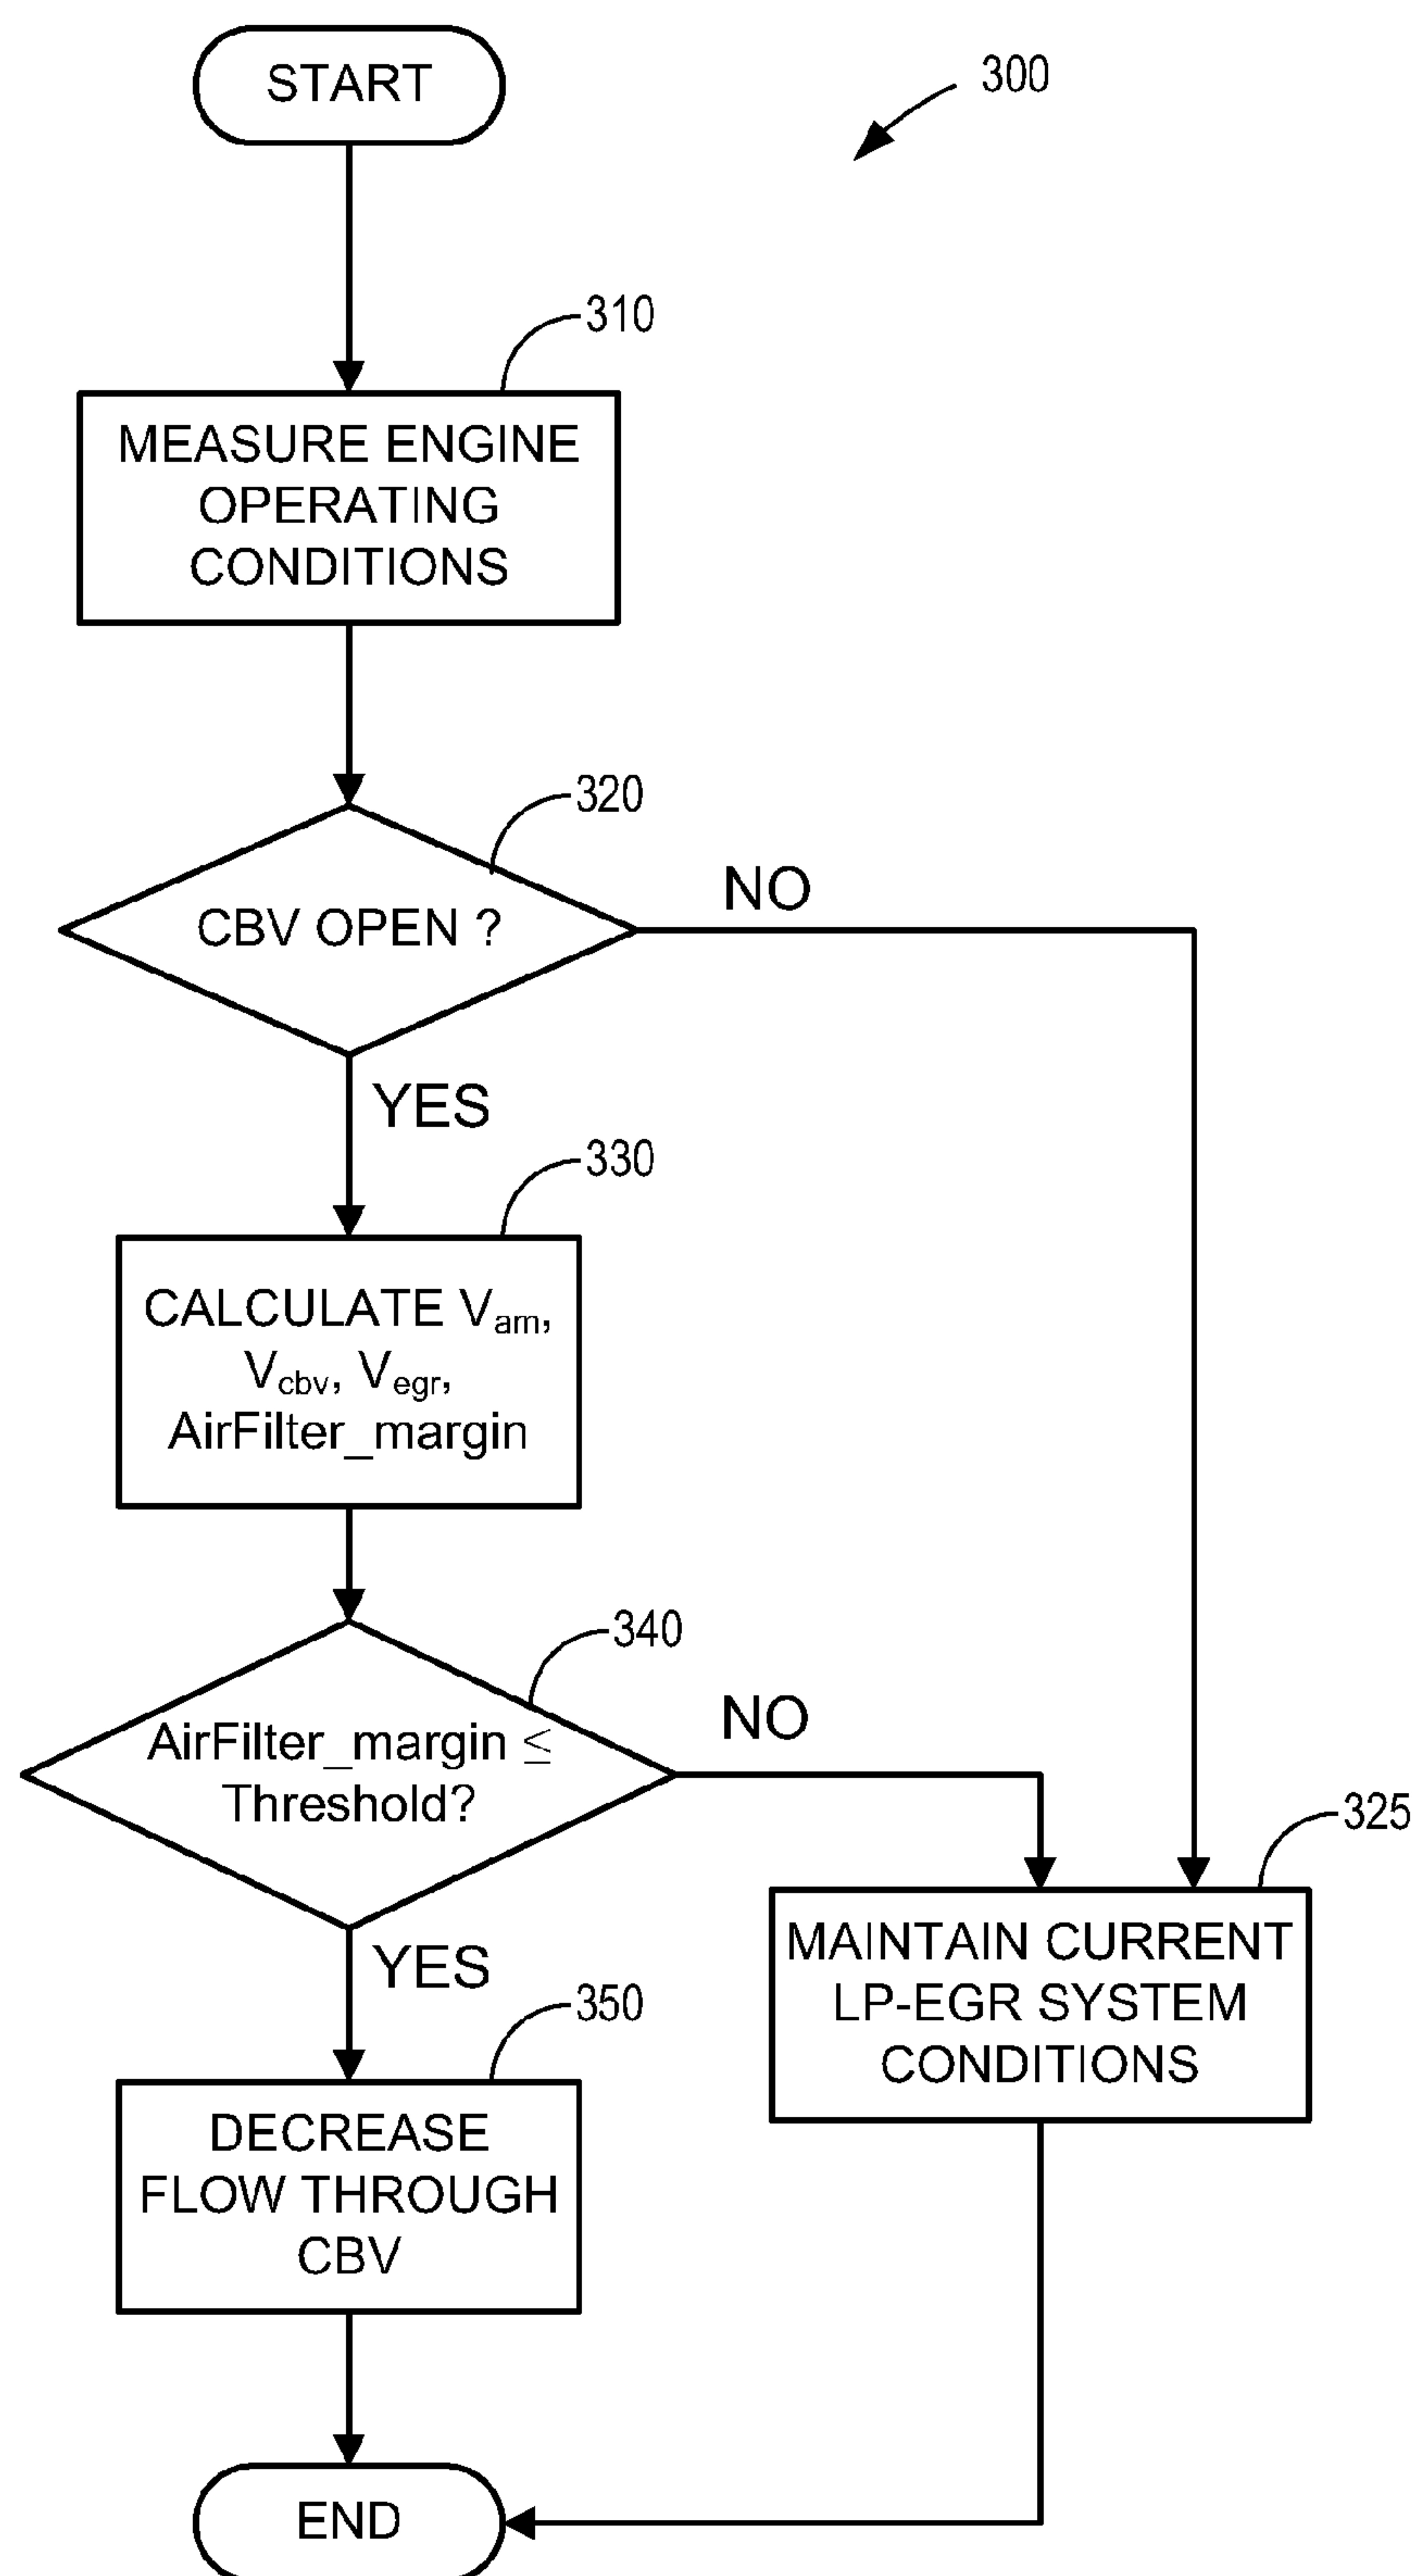 START
300
310
MEASURE ENGINE
OPERATING
CONDITIONS
320
CBV OPEN ?
NO
YES
330
CALCULATE Vam,
Vcbv, Vegr,
AirFilter_margin
340
AirFilter_margin ≤
Threshold?
NO
YES
325
MAINTAIN CURRENT
LP-EGR SYSTEM
CONDITIONS
350
DECREASE
FLOW THROUGH
CBV
END